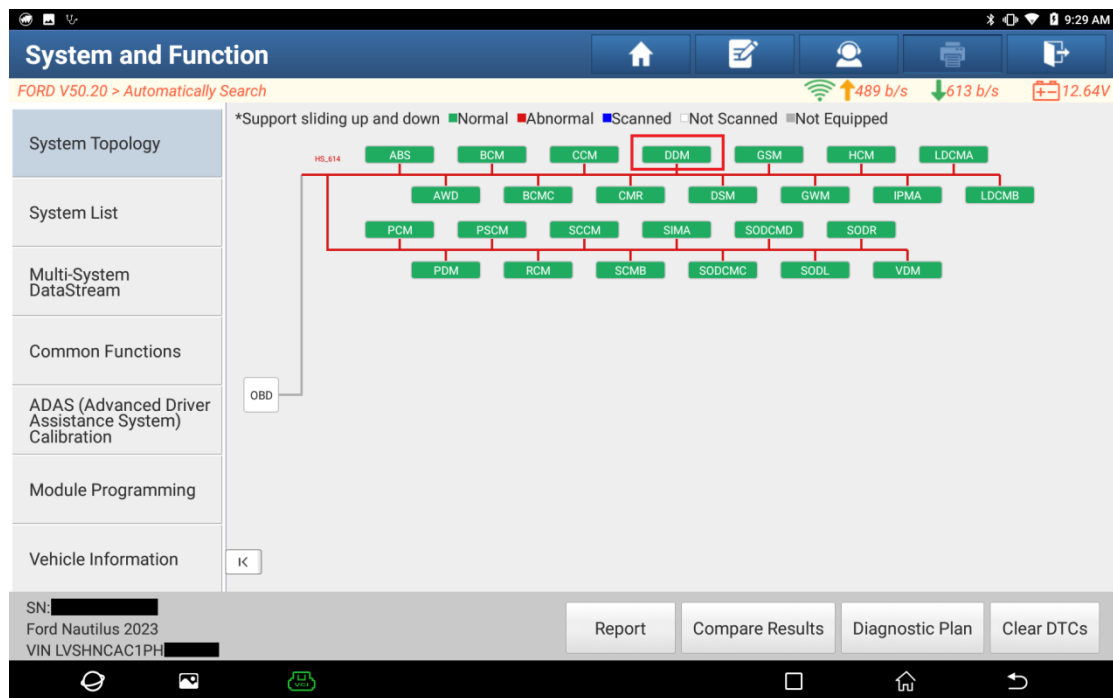 9:29 AM
System and Function
FORD V50.20 > Automatically Search
489 b/s
613 b/s
12.64V
System Topology
System List
Multi-System
DataStream
Common Functions
ADAS (Advanced Driver
Assistance System)
Calibration
Module Programming
Vehicle Information
*Support sliding up and down Normal Abnormal Scanned Not Scanned Not Equipped
HS_614
ABS BCM CCM DDM GSM HCM LDCMA
AWD BCMC CMR DSM GWM IPMA LDCMB
PCM PSCM SCCM SIMA SODCMD SODR
PDM RCM SCMB SODCMC SODL VDM
OBD
K
SN:
Ford Nautilus 2023
VIN LVSHNCAC1PH
Report Compare Results Diagnostic Plan Clear DTCs
VCI